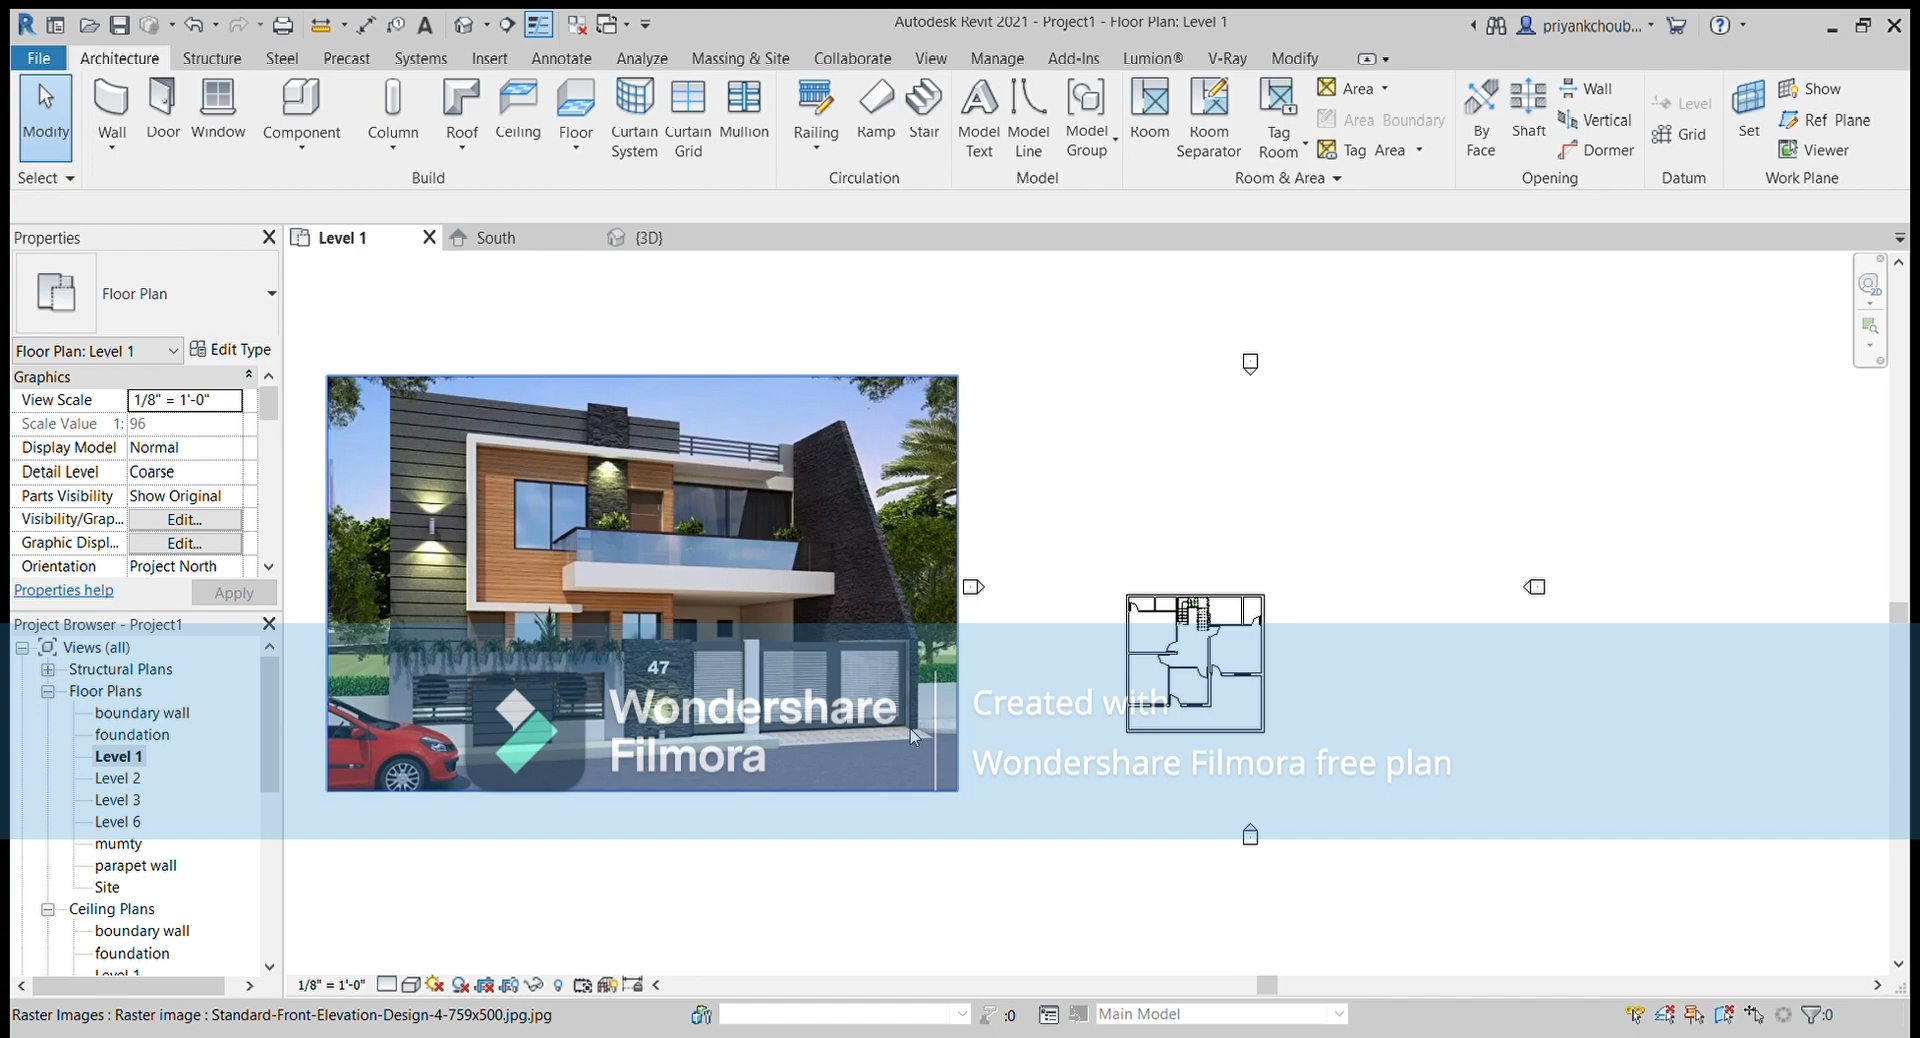 Autodesk Revit 2021 - Project1 - Floor Plan: Level 1
priyankchoub...
File Architecture Structure Steel Precast Systems Insert Annotate Analyze Massing & Site Collaborate View Manage Add-Ins Lumion® V-Ray Modify
Modify
Wall
Door
Window
Component
Column
Roof
Ceiling
Floor
Curtain System
Curtain Grid
Mullion
Railing
Ramp
Stair
Model Text
Model Line
Model Group
Room
Room Separator
Tag Room
Area
Area Boundary
Tag Area
By Face
Shaft
Wall
Vertical
Dormer
Level
Grid
Set
Show
Ref Plane
Viewer
Select
Build
Circulation
Model
Room & Area
Opening
Datum
Work Plane
Properties
Level 1
South
{3D}
Floor Plan
Floor Plan: Level 1
Edit Type
Graphics
View Scale 1/8" = 1'-0"
Scale Value 1: 96
Display Model Normal
Detail Level Coarse
Parts Visibility Show Original
Visibility/Grap... Edit...
Graphic Displ... Edit...
Orientation Project North
Properties help
Apply
Project Browser - Project1
Views (all)
Structural Plans
Floor Plans
boundary wall
foundation
Level 1
Level 2
Level 3
Level 6
mumty
parapet wall
Site
Ceiling Plans
boundary wall
foundation
Level 1
2D
47
Wondershare
Filmora
Created with
Wondershare Filmora free plan
1/8" = 1'-0"
Raster Images : Raster image : Standard-Front-Elevation-Design-4-759x500.jpg.jpg
:0
Main Model
:0